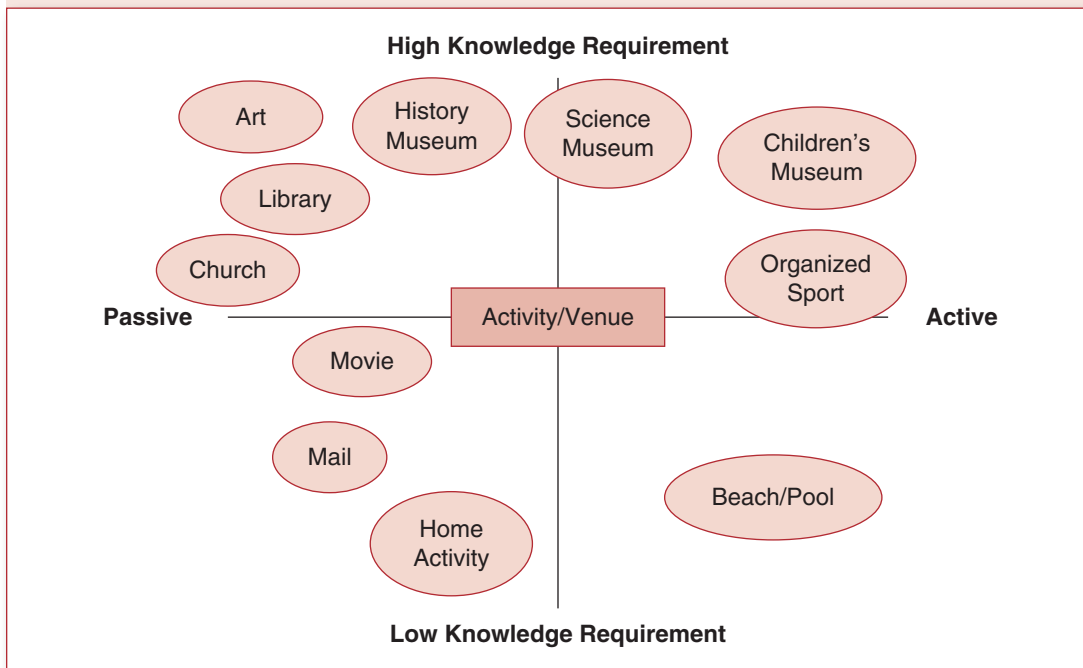 High Knowledge Requirement
Art
History
Museum
Science
Museum
Children's
Museum
Library
Church
Organized
Sport
Passive
Activity/Venue
Active
Movie
Mail
Beach/Pool
Home
Activity
Low Knowledge Requirement